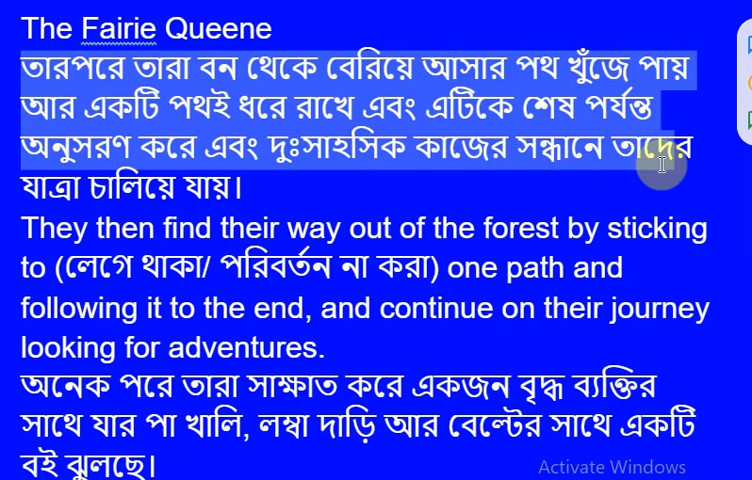 The Fairie Queene
তারপরে তারা বন থেকে বেরিয়ে আসার পথ খুঁজে পায়
আর একটি পথই ধরে রাখে এবং এটিকে শেষ পর্যন্ত
অনুসরণ করে এবং দুঃসাহসিক কাজের সন্ধানে তাদের
যাত্রা চালিয়ে যায়।
They then find their way out of the forest by sticking
to (লেগে থাকা/ পরিবর্তন না করা) one path and
following it to the end, and continue on their journey
looking for adventures.
অনেক পরে তারা সাক্ষাত করে একজন বৃদ্ধ ব্যক্তির
সাথে যার পা খালি, লম্বা দাড়ি আর বেল্টের সাথে একটি
বই ঝুলছে।
Activate Windows